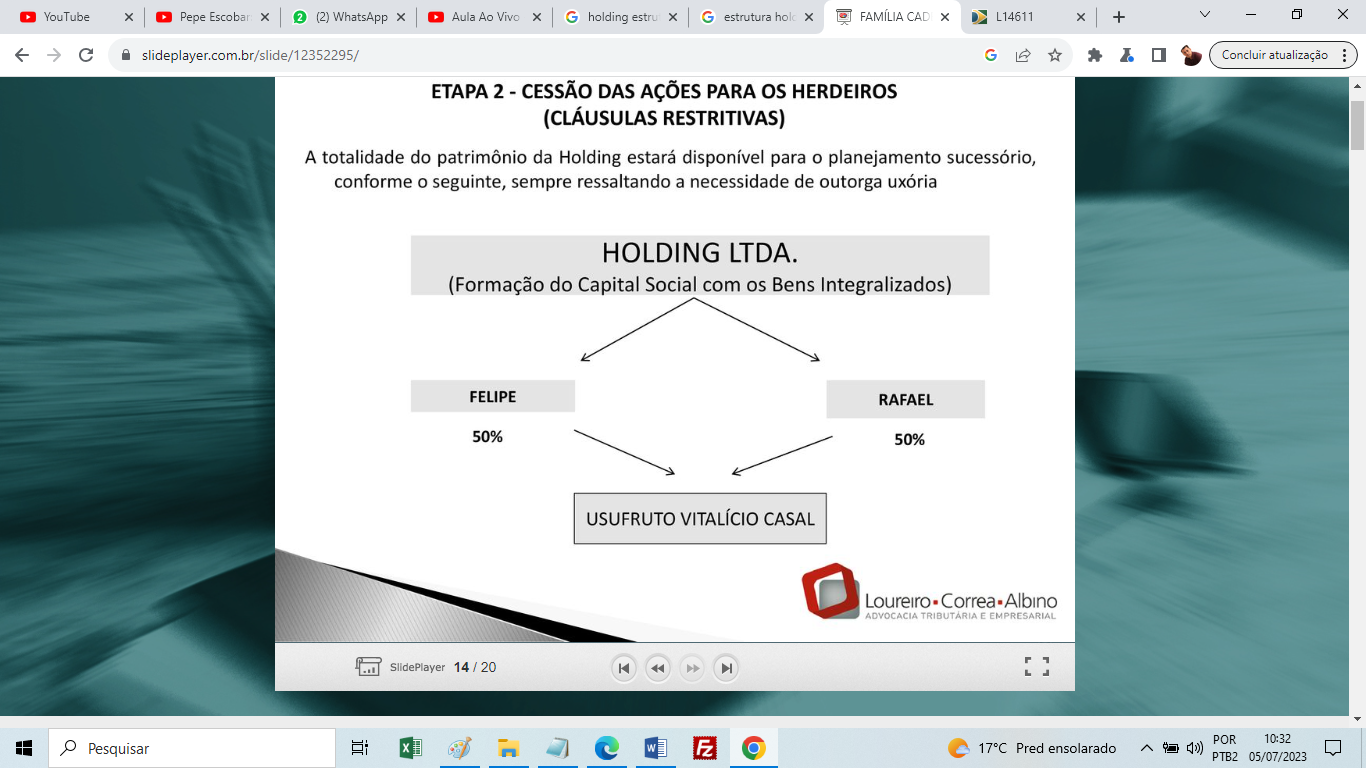 YouTube
Pepe Escobar
(2) WhatsApp
Aula Ao Vivo
holding estru
estrutura hol
FAMÍLIA CAD
L14611
slideplayer.com.br/slide/12352295/
Concluir atualização
ETAPA 2 - CESSÃO DAS AÇÕES PARA OS HERDEIROS
(CLÁUSULAS RESTRITIVAS)
A totalidade do patrimônio da Holding estará disponível para o planejamento sucessório,
conforme o seguinte, sempre ressaltando a necessidade de outorga uxória
HOLDING LTDA.
(Formação do Capital Social com os Bens Integralizados)
FELIPE
RAFAEL
50%
50%
USUFRUTO VITALÍCIO CASAL
Loureiro Correa Albino
ADVOCACIA TRIBUTÁRIA E EMPRESARIAL
SlidePlayer 14 / 20
Pesquisar
17°C Pred ensolarado
POR
PTB2
10:32
05/07/2023